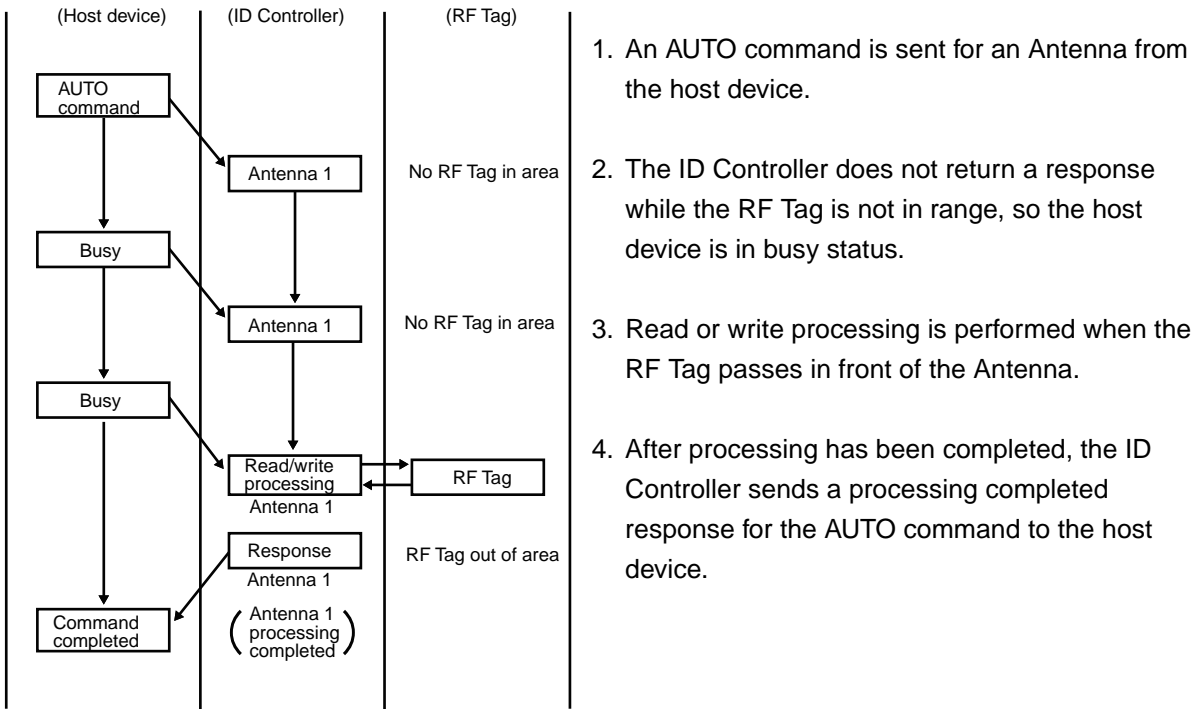 (Host device)
(ID Controller)
(RF Tag)
AUTO
command
Antenna 1
No RF Tag in area
Busy
Antenna 1
No RF Tag in area
Busy
Read/write
processing
Antenna 1
RF Tag
Response
Antenna 1
RF Tag out of area
Command
completed
( Antenna 1
processing
completed )
1. An AUTO command is sent for an Antenna from
the host device.
2. The ID Controller does not return a response
while the RF Tag is not in range, so the host
device is in busy status.
3. Read or write processing is performed when the
RF Tag passes in front of the Antenna.
4. After processing has been completed, the ID
Controller sends a processing completed
response for the AUTO command to the host
device.